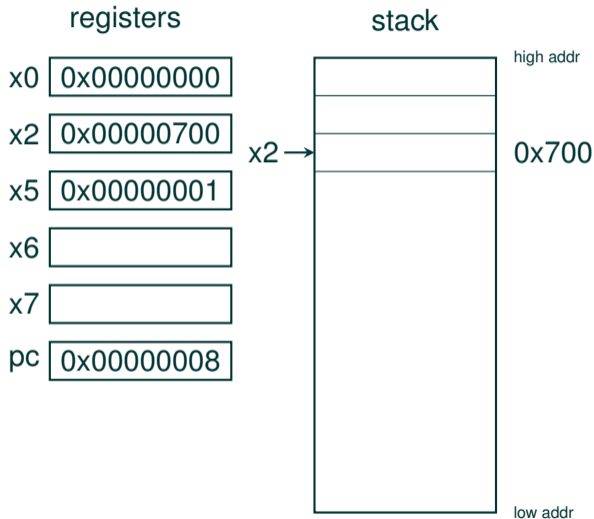 registers
x0 0x00000000
x2 0x00000700
x5 0x00000001
x6
x7
pc 0x00000008
stack
high addr
x2
0x700
low addr